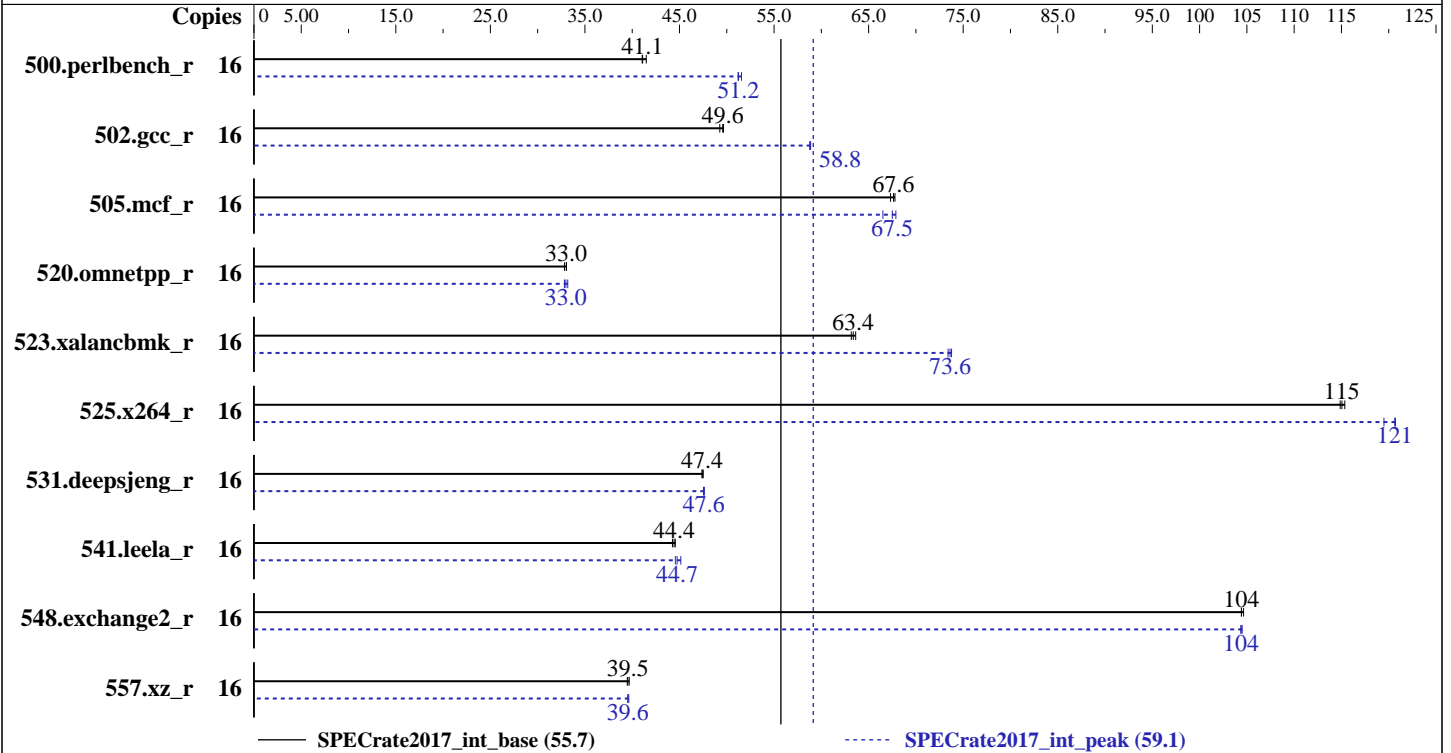 Copies 0 5.00 15.0 25.0 35.0 45.0 55.0 65.0 75.0 85.0 95.0 100 105 110 115 125
41.1
500.perlbench_r 16
51.2
49.6
502.gcc_r 16
58.8
67.6
505.mcf_r 16
67.5
33.0
520.omnetpp_r 16
33.0
63.4
523.xalancbmk_r 16
73.6
115
525.x264_r 16
121
47.4
531.deepsjeng_r 16
47.6
44.4
541.leela_r 16
44.7
104
548.exchange2_r 16
104
39.5
557.xz_r 16
39.6
SPECrate2017_int_base (55.7) SPECrate2017_int_peak (59.1)